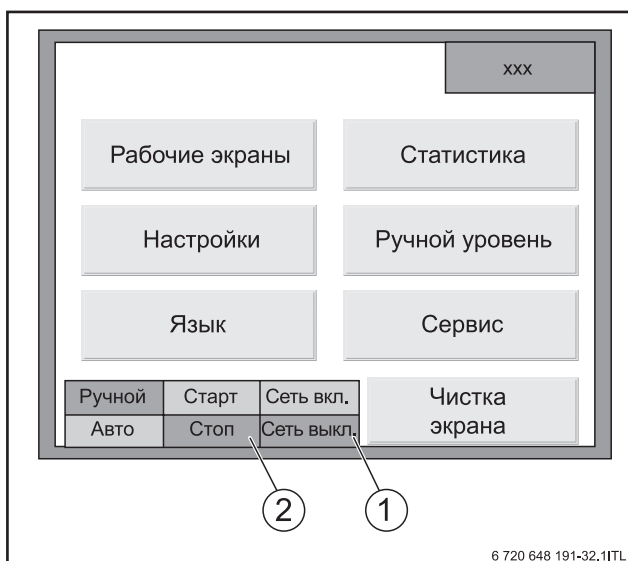 xxx
Рабочие экраны
Статистика
Настройки
Ручной уровень
Язык
Сервис
Ручной
Старт
Сеть вкл.
Авто
Стоп
Сеть выкл.
Чистка
экрана
2
1
6 720 648 191-32.1ITL